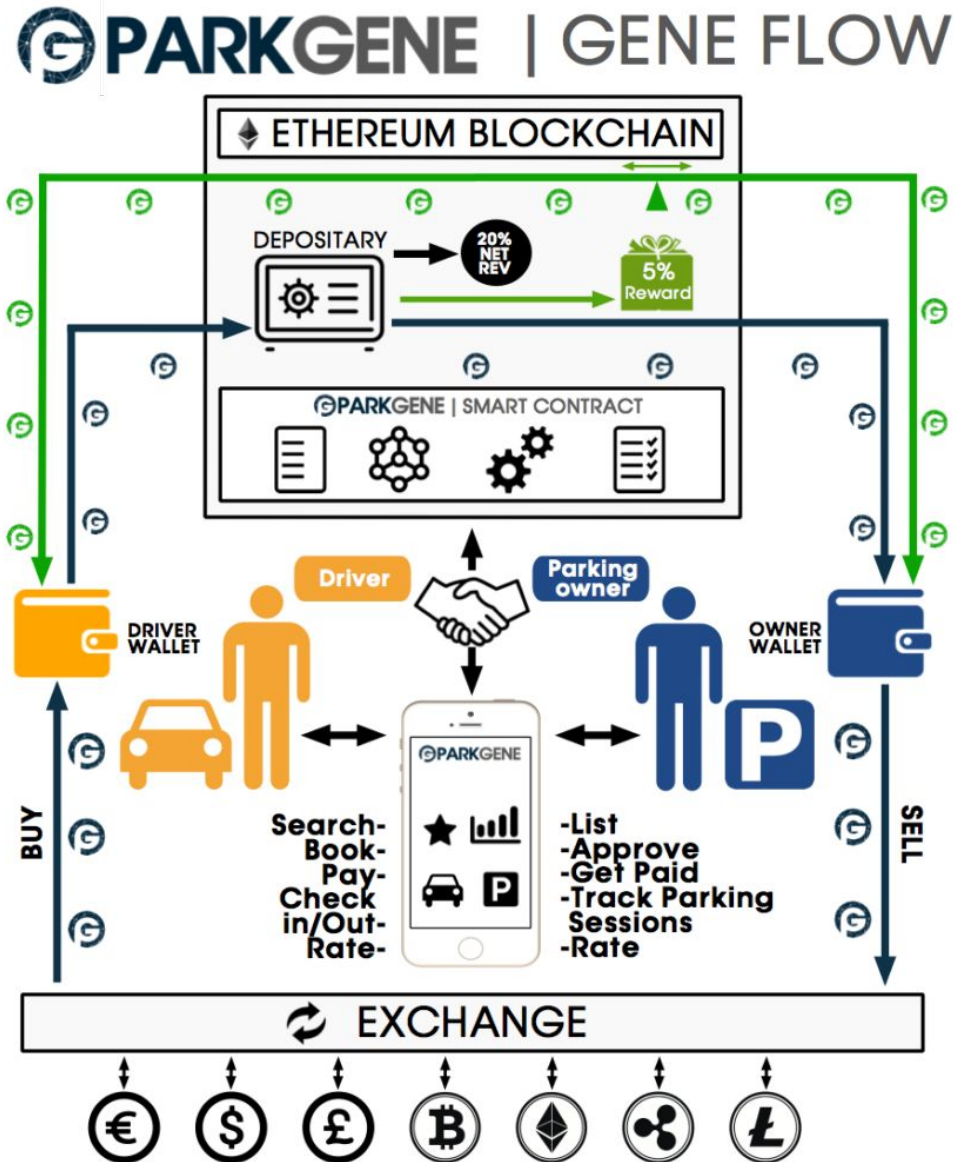 PARKGENE | GENE FLOW
ETHEREUM BLOCKCHAIN
DEPOSITARY
20%
NET
REV
5%
Reward
PARKGENE | SMART CONTRACT
Driver
Parking
owner
DRIVER
WALLET
OWNER
WALLET
PARKGENE
P
P
BUY
SELL
Search-
Book-
Pay-
Check
in/Out-
Rate-
-List
-Approve
-Get Paid
-Track Parking
Sessions
-Rate
EXCHANGE
€ $ £